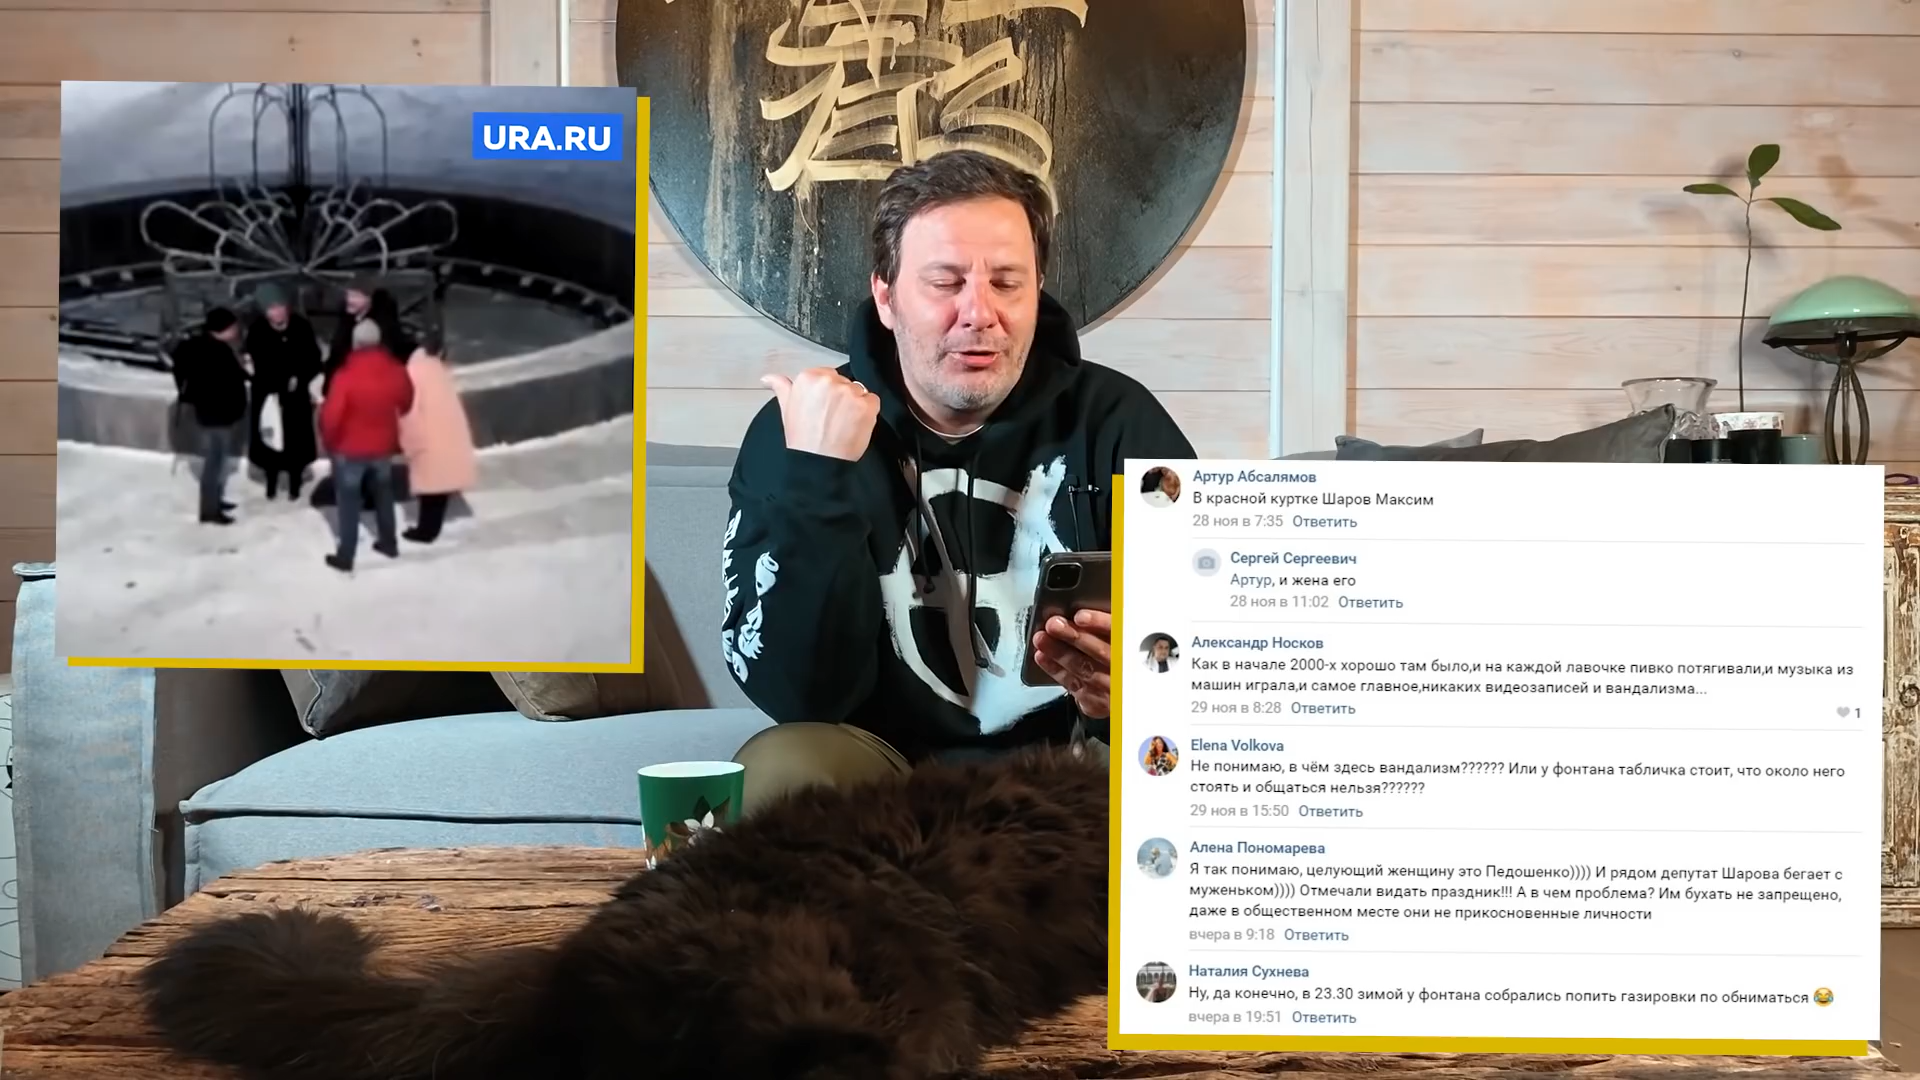 URA.RU
Артур Абсалямов
В красной куртке Шаров Максим
28 ноя в 7:35 Ответить
Сергей Сергеевич
Артур, и жена его
28 ноя в 11:02 Ответить
Александр Носков
Как в начале 2000-х хорошо там было,и на каждой лавочке пивко потягивали,и музыка из
машин играла,и самое главное,никаких видеозаписей и вандализма...
29 ноя в 8:28 Ответить
1
Elena Volkova
Не понимаю, в чём здесь вандализм?????? Или у фонтана табличка стоит, что около него
стоять и общаться нельзя??????
29 ноя в 15:50 Ответить
Алена Пономарева
Я так понимаю, целующий женщину это Педошенко)))) И рядом депутат Шарова бегает с
муженьком)))) Отмечали видать праздник!!! А в чем проблема? Им бухать не запрещено,
даже в общественном месте они не прикосновенные личности
вчера в 9:18 Ответить
Наталия Сухнева
Ну, да конечно, в 23.30 зимой у фонтана собрались попить газировки по обниматься 😂
вчера в 19:51 Ответить